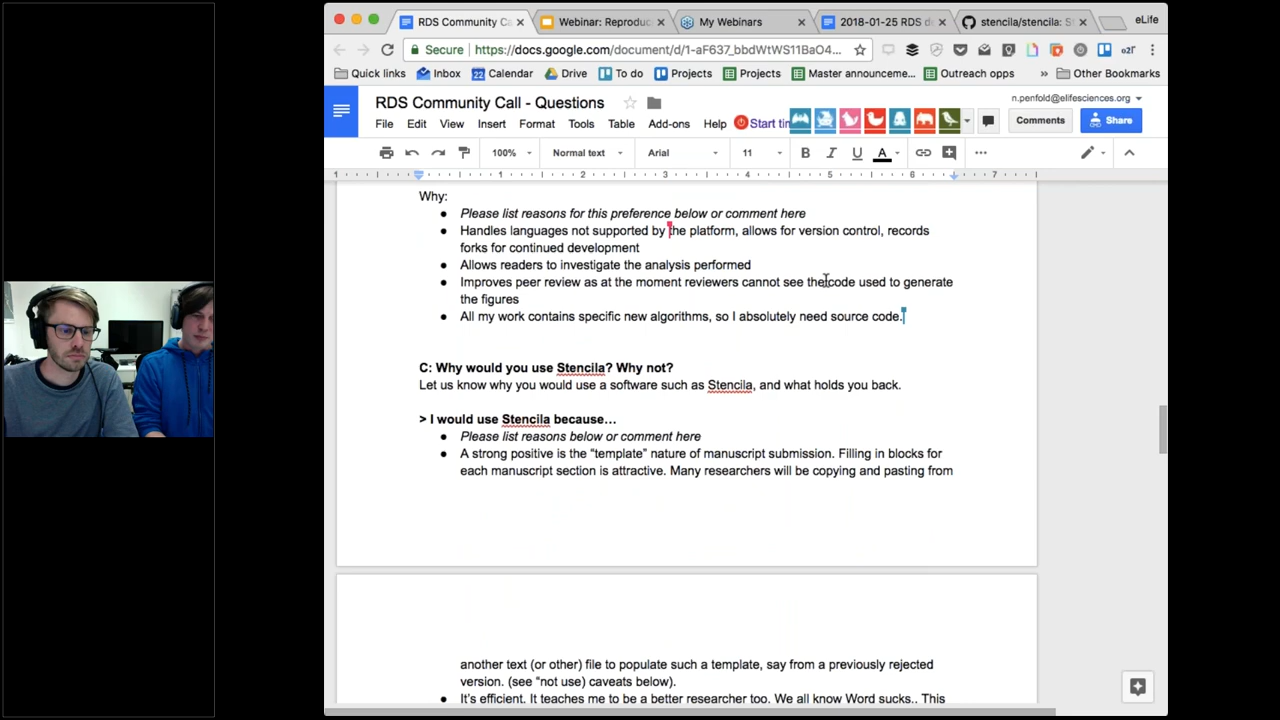 RDS Community C
Webinar: Reproduc
My Webinars
2018-01-25 RDS d
stencila/stencila: S
eLife
Secure
https://docs.google.com/document/d/1-aF637_bbdWtWS11BaO4...
Quick links
Inbox
Calendar
Drive
To do
Projects
Projects
Master announceme...
Outreach opps
»
Other Bookmarks
RDS Community Call - Questions
n.penfold@elifesciences.org
File Edit View Insert Format Tools Table Add-ons Help
Start tim
Comments
Share
100%
Normal text
Arial
11
B I U A
1 1 2 3 4 5 6 7
Why:
● Please list reasons for this preference below or comment here
● Handles languages not supported by the platform, allows for version control, records
forks for continued development
● Allows readers to investigate the analysis performed
● Improves peer review as at the moment reviewers cannot see the code used to generate
the figures
● All my work contains specific new algorithms, so I absolutely need source code.
C: Why would you use Stencila? Why not?
Let us know why you would use a software such as Stencila, and what holds you back.
> I would use Stencila because…
● Please list reasons below or comment here
● A strong positive is the “template” nature of manuscript submission. Filling in blocks for
each manuscript section is attractive. Many researchers will be copying and pasting from
another text (or other) file to populate such a template, say from a previously rejected
version. (see “not use) caveats below).
● It’s efficient. It teaches me to be a better researcher too. We all know Word sucks.. This